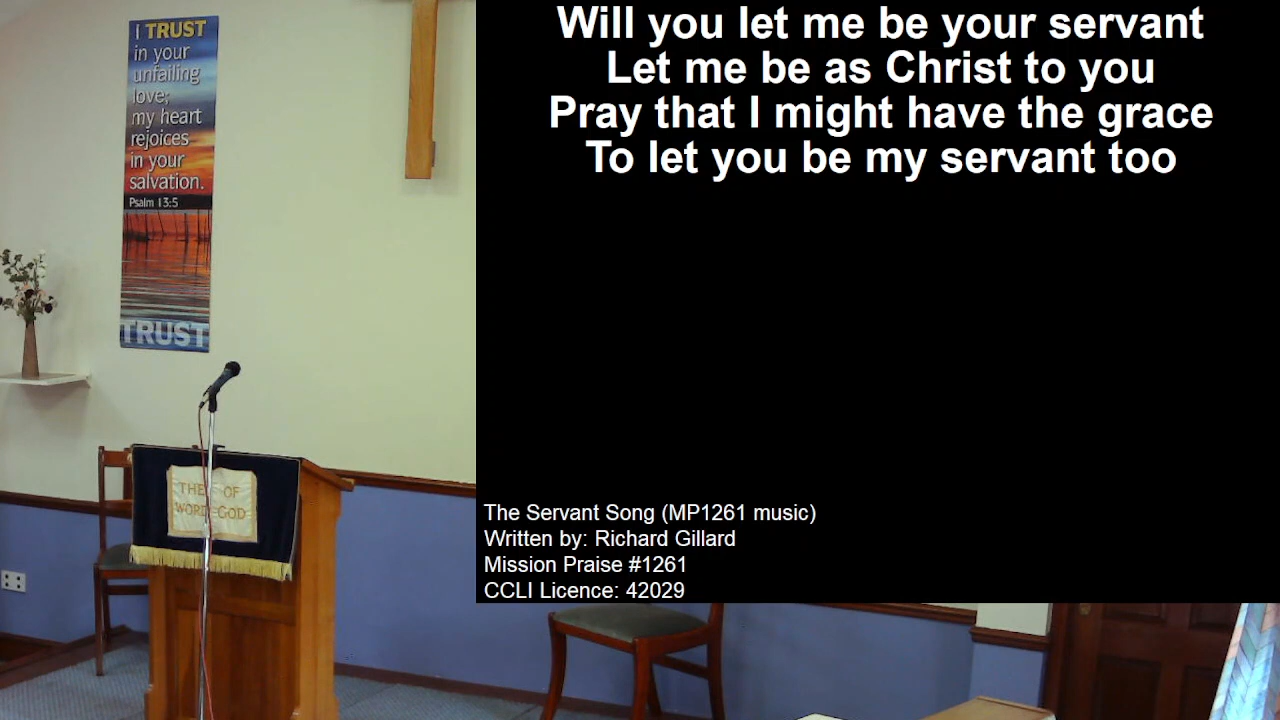 I TRUST
in your
unfailing
love;
my heart
rejoices
in your
salvation.
Psalm 13:5
TRUST
THE OF
WORD GOD
Will you let me be your servant
Let me be as Christ to you
Pray that I might have the grace
To let you be my servant too
The Servant Song (MP1261 music)
Written by: Richard Gillard
Mission Praise #1261
CCLI Licence: 42029